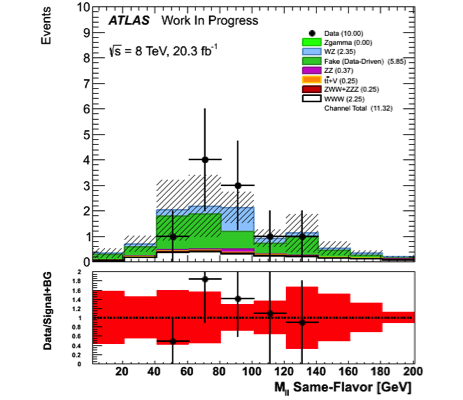 Events
10
9
8
7
6
5
4
3
2
1
0
ATLAS Work In Progress
√s = 8 TeV, 20.3 fb-1
Data (10.00)
Zgamma (0.00)
WZ (2.35)
Fake (Data-Driven) (5.85)
ZZ (0.37)
tt+V (0.25)
ZWW+ZZZ (0.25)
WWW (2.25)
Channel Total (11.32)
Data/Signal+BG
2
1.8
1.6
1.4
1.2
1
0.8
0.6
0.4
0.2
0
20 40 60 80 100 120 140 160 180 200
Mll Same-Flavor [GeV]